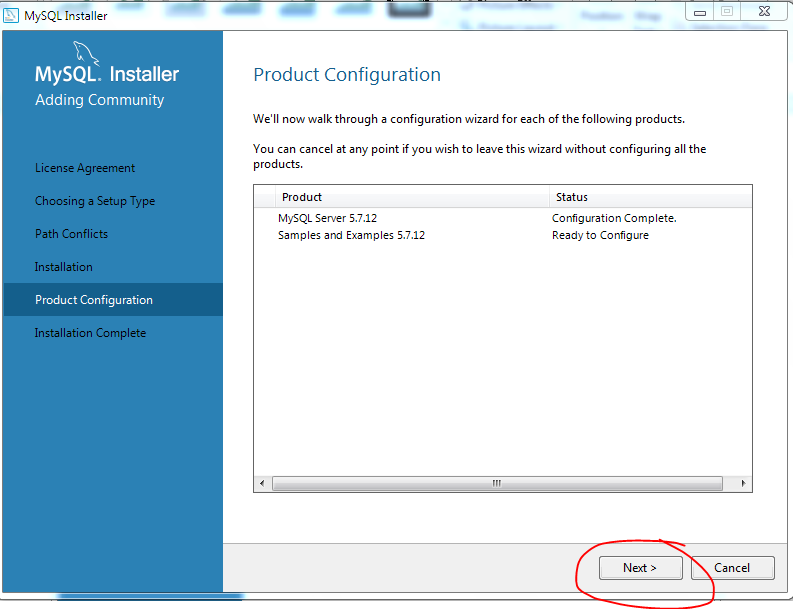 MySQL Installer
MySQL. Installer
Adding Community
License Agreement
Choosing a Setup Type
Path Conflicts
Installation
Product Configuration
Installation Complete
Product Configuration
We'll now walk through a configuration wizard for each of the following products.
You can cancel at any point if you wish to leave this wizard without configuring all the
products.
Product Status
MySQL Server 5.7.12 Configuration Complete.
Samples and Examples 5.7.12 Ready to Configure
Next > Cancel